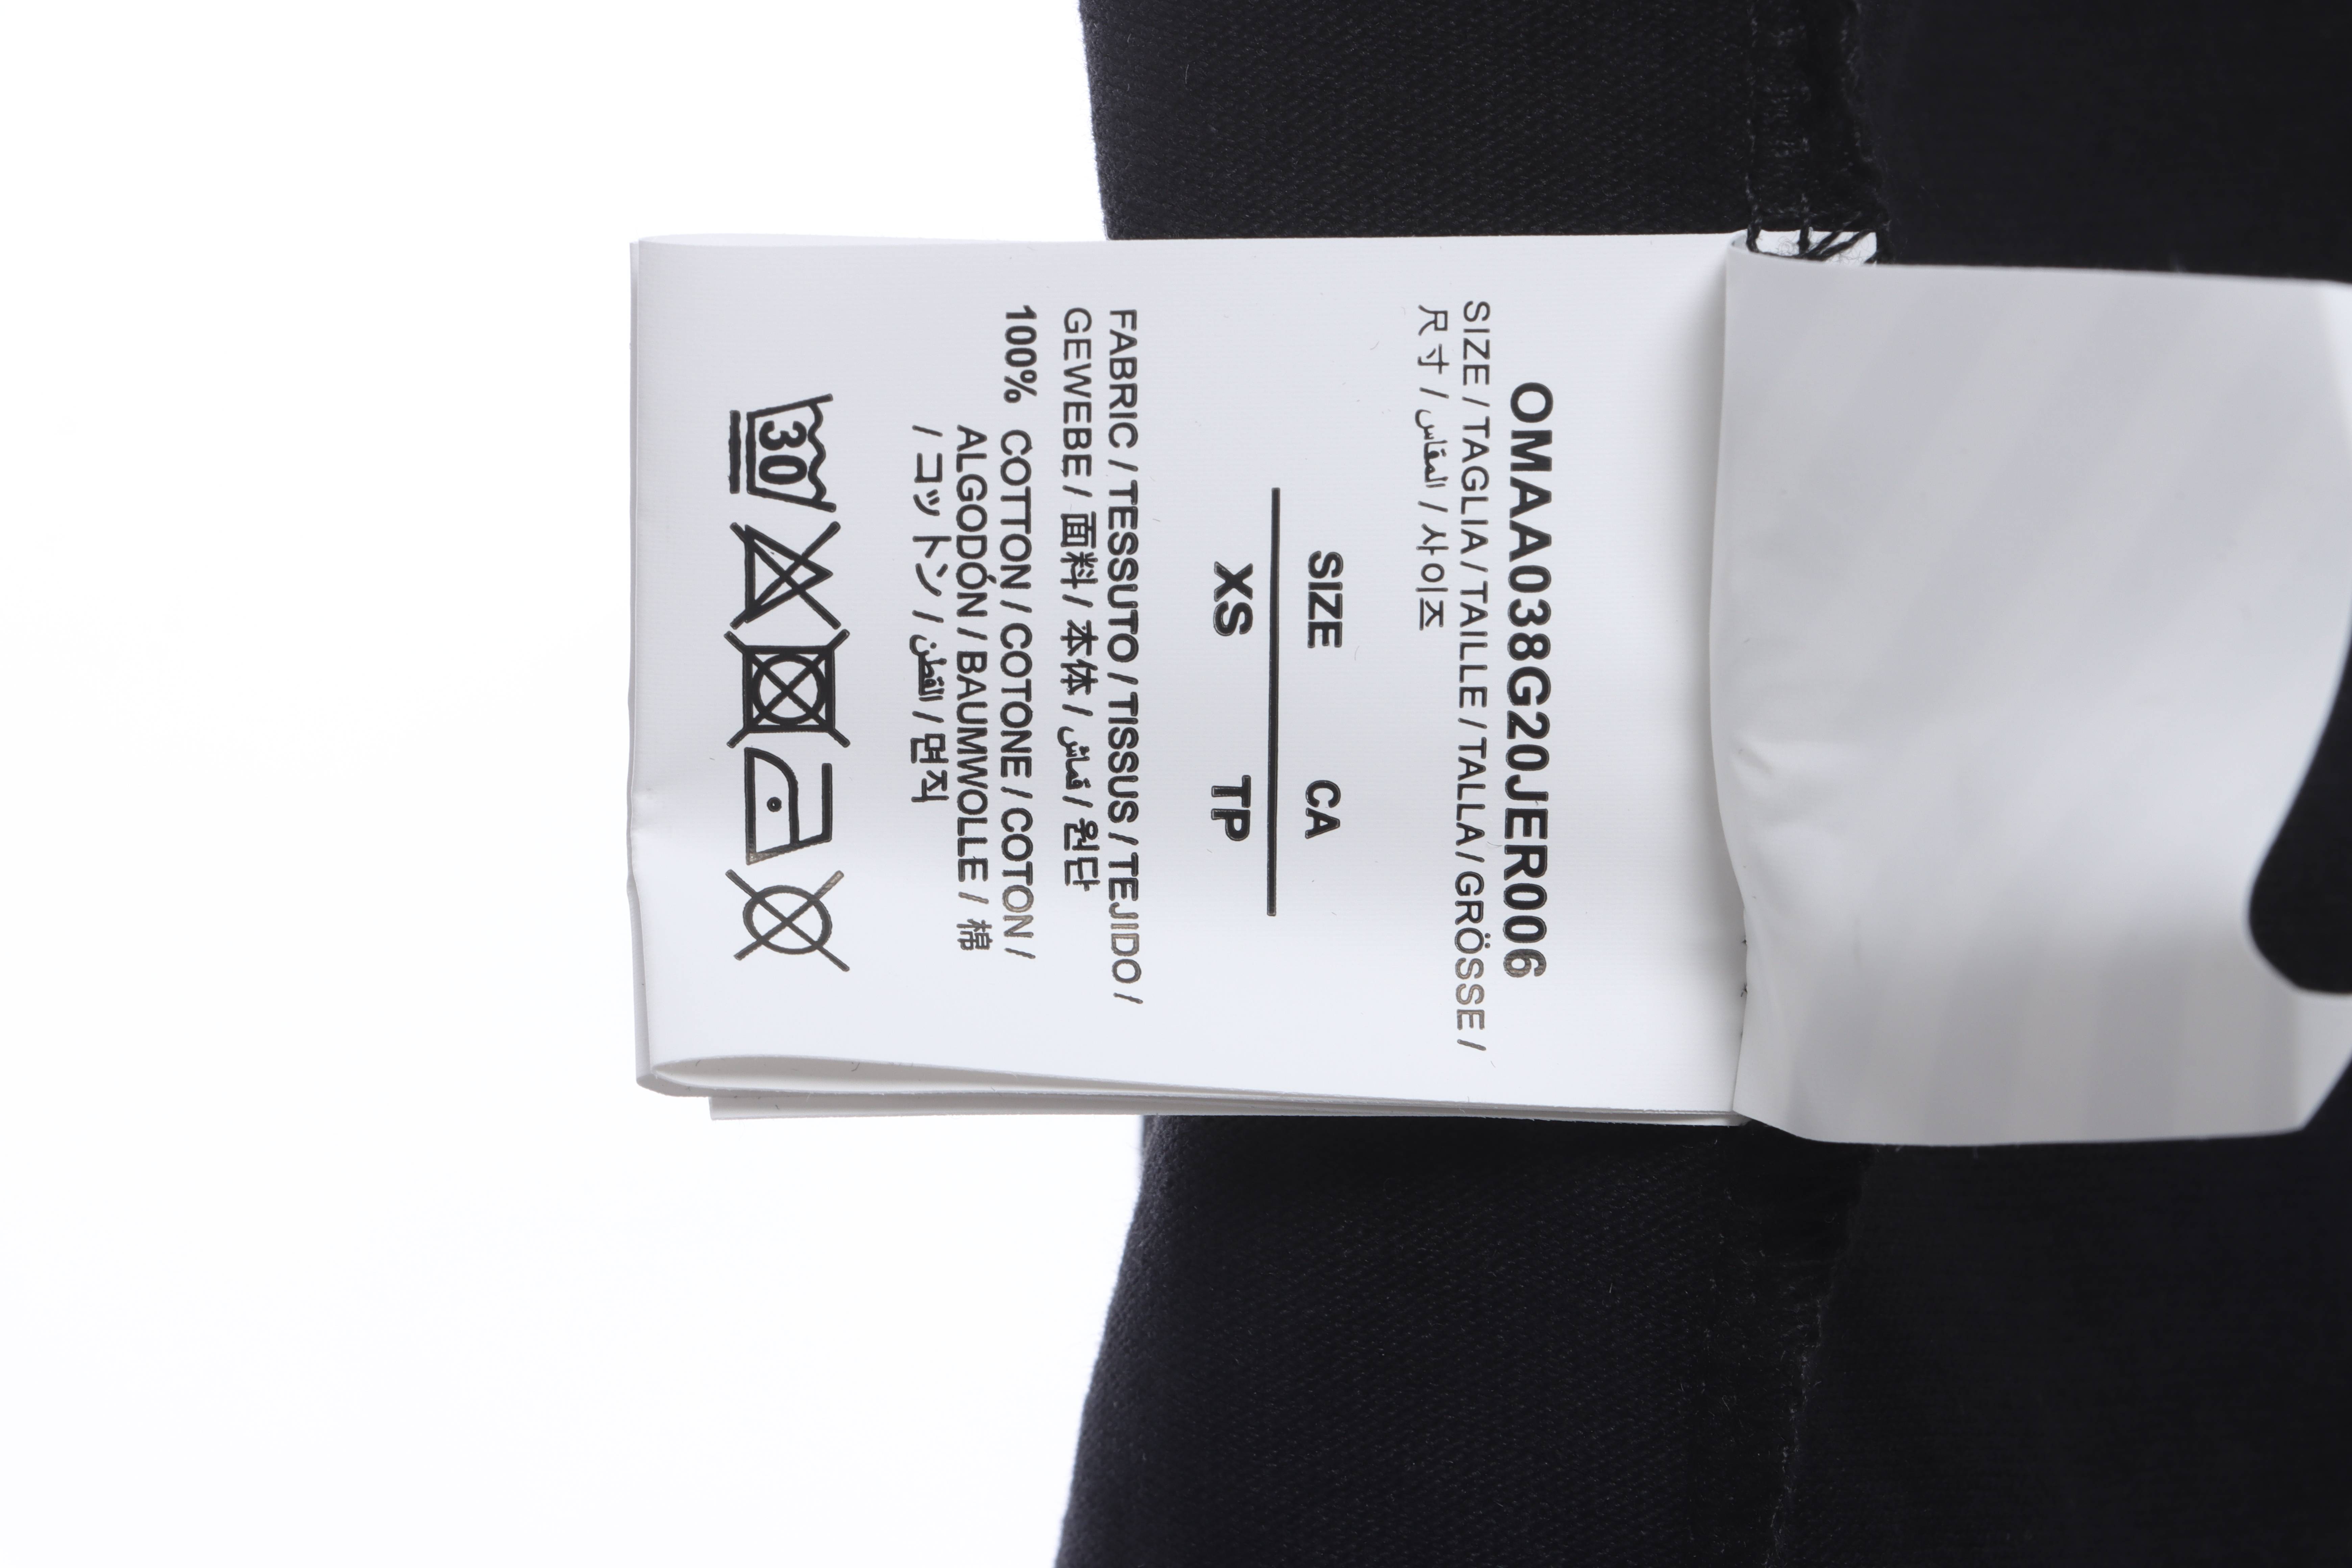 OMAA038G20JER006
SIZE / TAGLIA / TAILLE / TALLA / GRÖSSE /
尺寸 / المقاس / 사이즈
SIZE CA
XS TP
FABRIC / TESSUTO / TISSUS / TEJIDO /
GEWEBE / 面料 / 本体 / قماش / 원단
100% COTTON / COTONE / COTON /
ALGODÓN / BAUMWOLLE / 棉
/ コットン / القطن / 면직
30